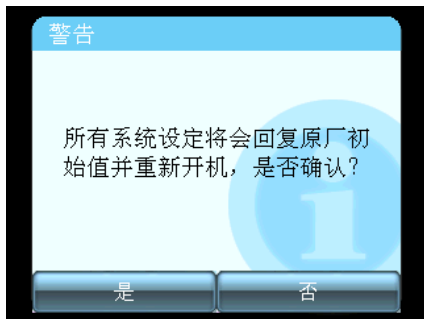 警告
所有系统设定将会回复原厂初
始值并重新开机，是否确认？
是
否